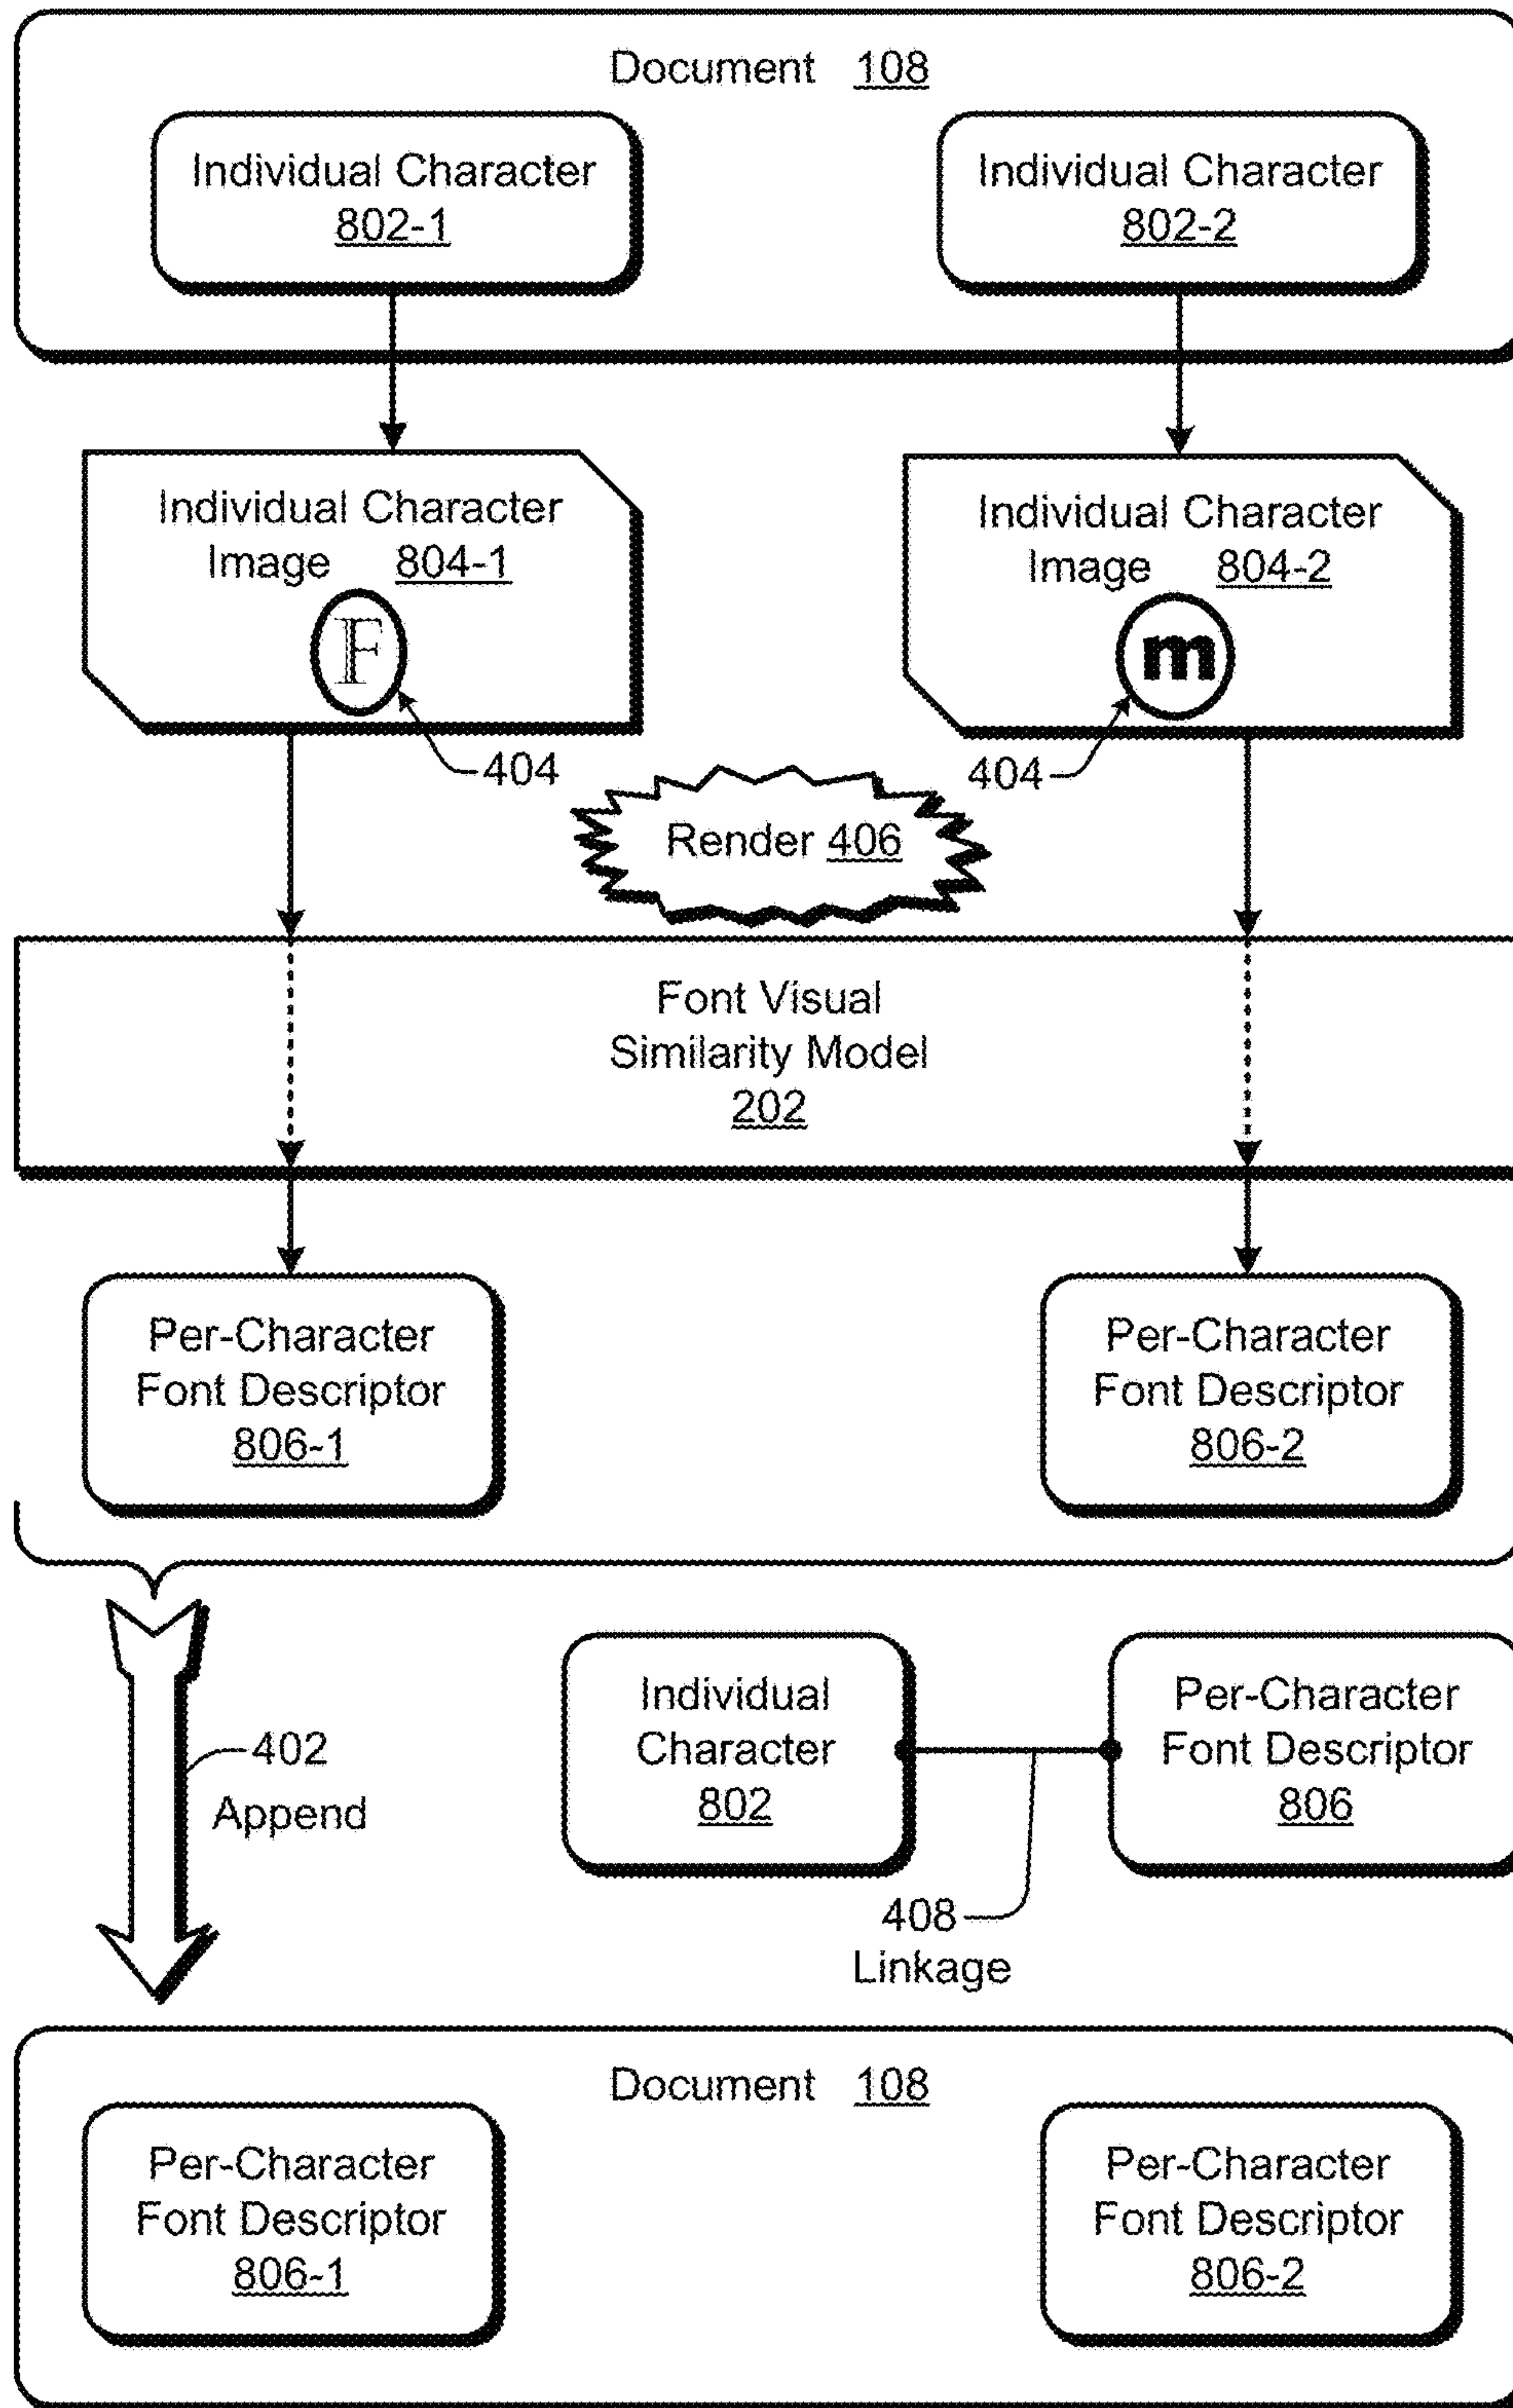 Document 108
Individual Character
802-1
Individual Character
802-2
Individual Character
Image 804-1
F
404
Individual Character
Image 804-2
m
404
Render 406
Font Visual
Similarity Model
202
Per-Character
Font Descriptor
806-1
Per-Character
Font Descriptor
806-2
402
Append
Individual
Character
802
Per-Character
Font Descriptor
806
408
Linkage
Document 108
Per-Character
Font Descriptor
806-1
Per-Character
Font Descriptor
806-2